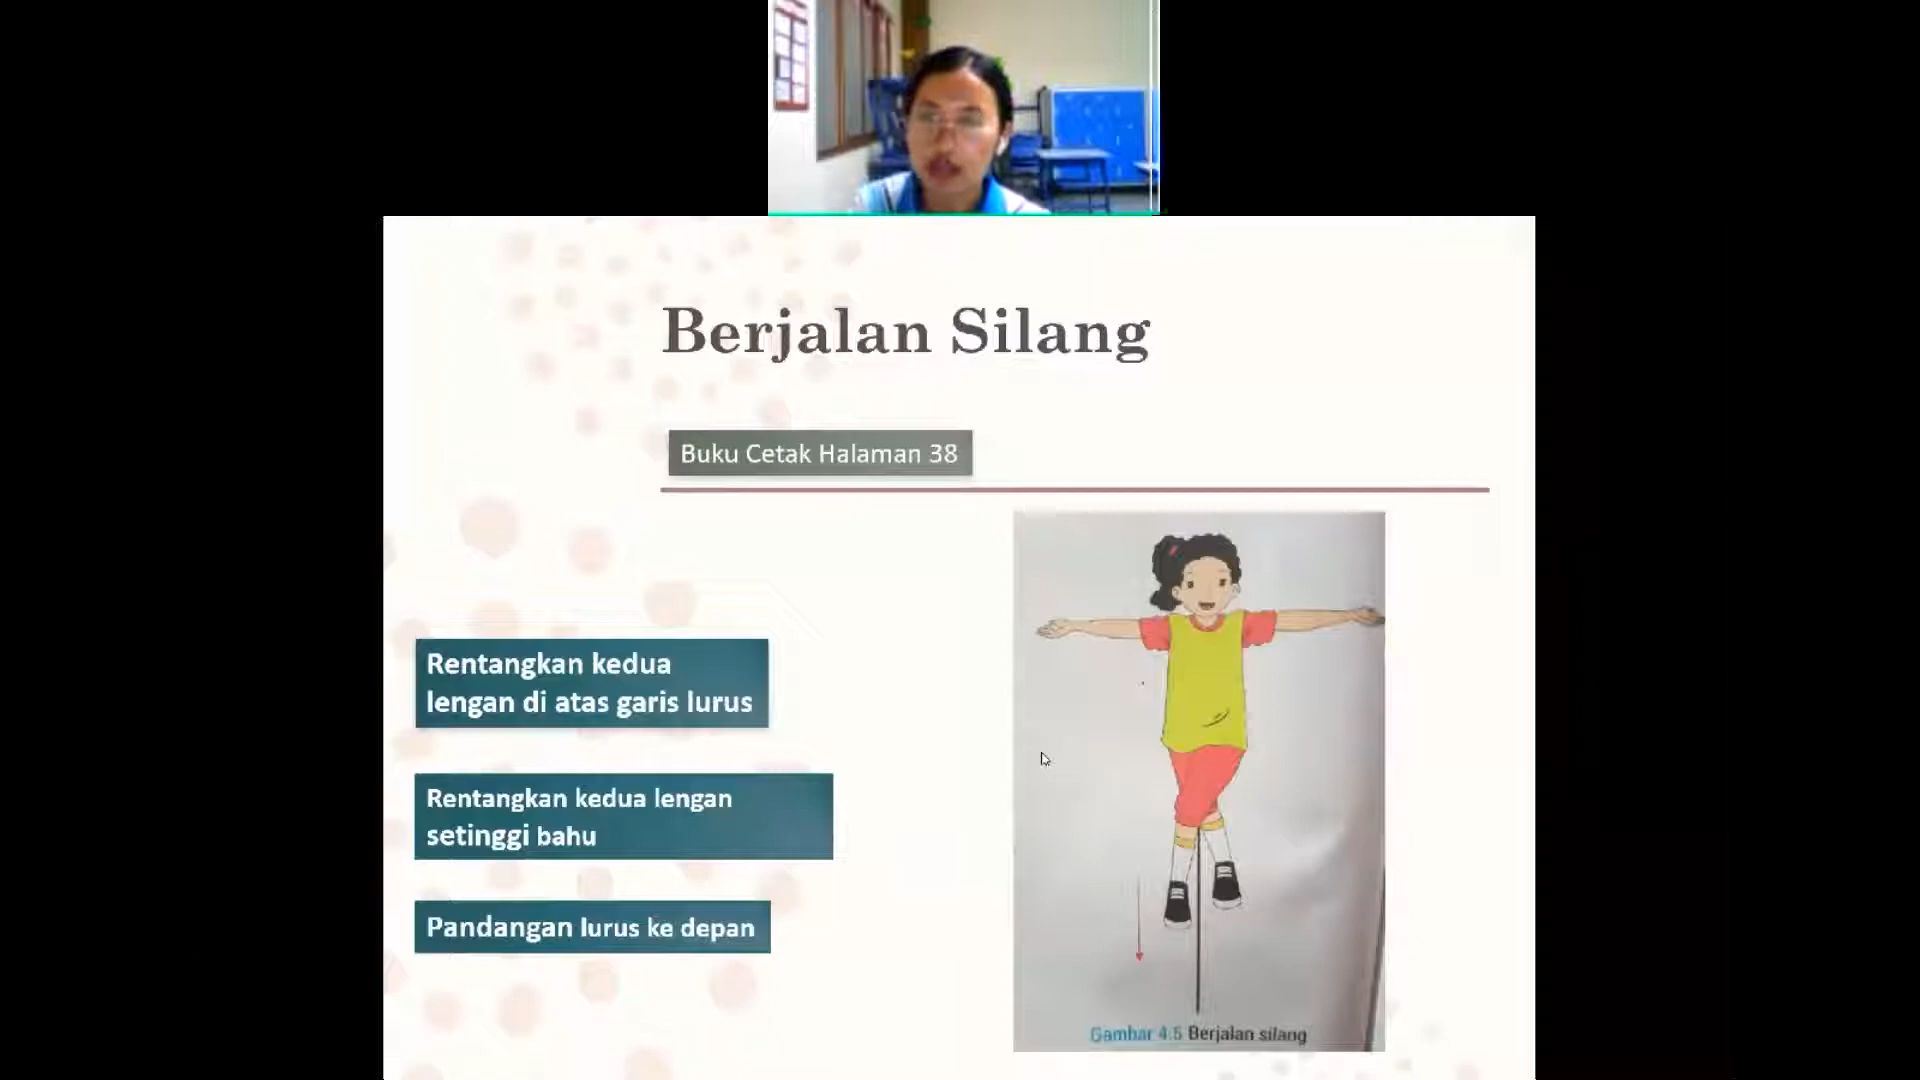 Berjalan Silang
Buku Cetak Halaman 38
Rentangkan kedua
lengan di atas garis lurus
Rentangkan kedua lengan
setinggi bahu
Pandangan lurus ke depan
Gambar 4.5 Berjalan silang